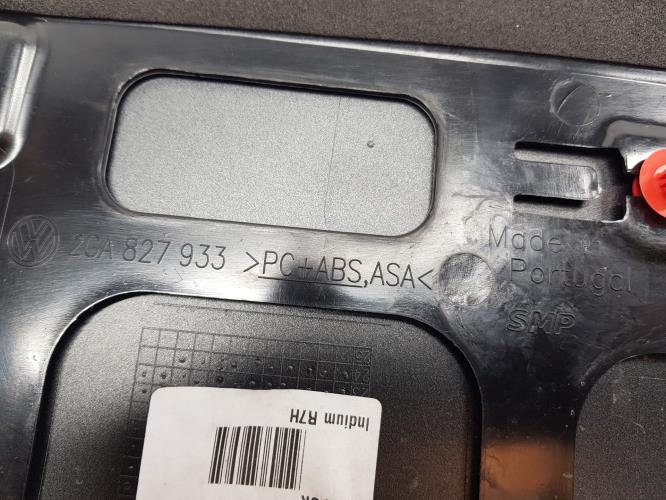 2GA 827 933 >PC+ABS,ASA<
Made in
Portugal
SMP
Indium R7H